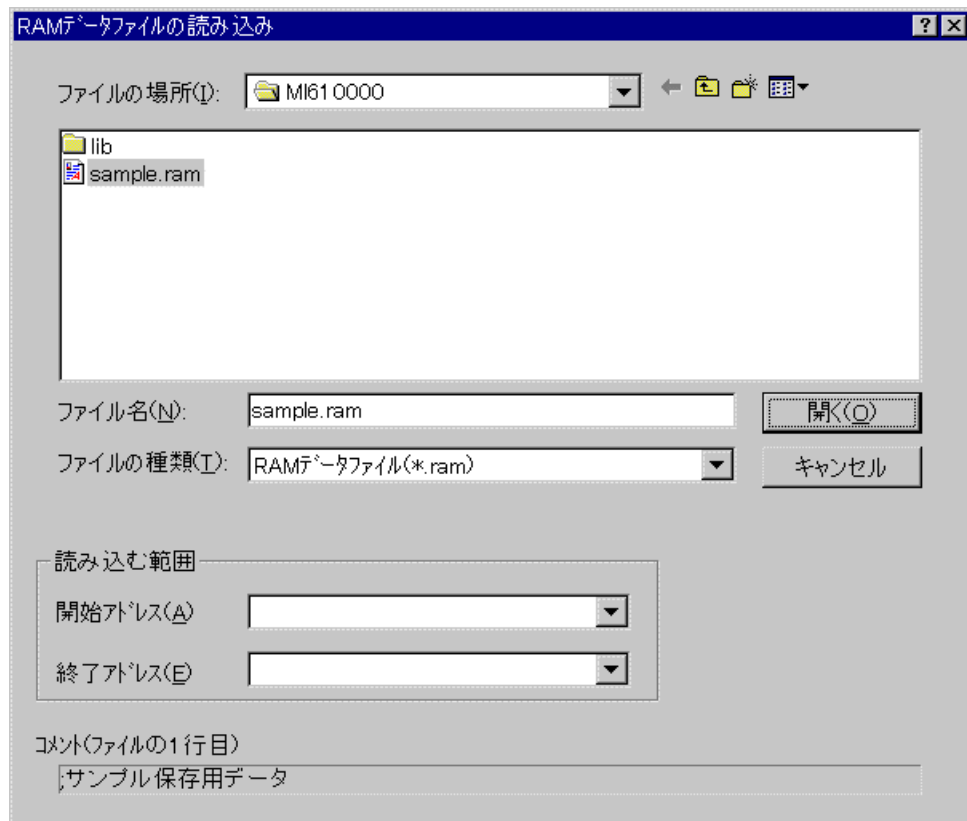 RAMﾃﾞｰﾀﾌｧｲﾙの読み込み
ファイルの場所(I): MI610000
lib
sample.ram
ファイル名(N): sample.ram 開く(O)
ファイルの種類(T): RAMﾃﾞｰﾀﾌｧｲﾙ(*.ram) キャンセル
読み込む範囲
開始ｱﾄﾞﾚｽ(A)
終了ｱﾄﾞﾚｽ(E)
ｺﾒﾝﾄ(ﾌｧｲﾙの1行目)
;サンプル保存用データ